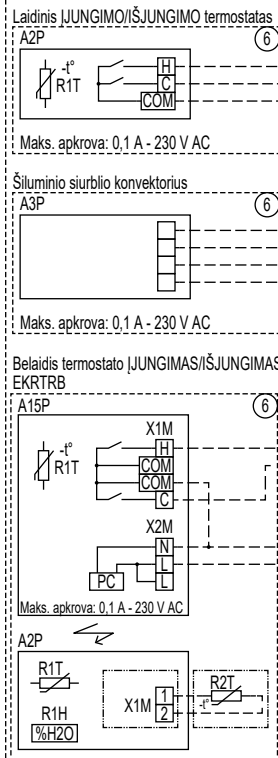 Laidinis ĮJUNGIMO/IŠJUNGIMO termostatas
A2P
6
-t°
R1T
H
C
COM
Maks. apkrova: 0,1 A - 230 V AC
Šiluminio siurblio konvektorius
A3P
6
Maks. apkrova: 0,1 A - 230 V AC
Belaidis termostato ĮJUNGIMAS/IŠJUNGIMAS
EKRTRB
A15P
6
X1M
-t°
R1T
H
COM
COM
C
X2M
N
L
L
PC
Maks. apkrova: 0,1 A - 230 V AC
A2P
R1T
R1H
%H2O
X1M
1
2
R2T
-t°